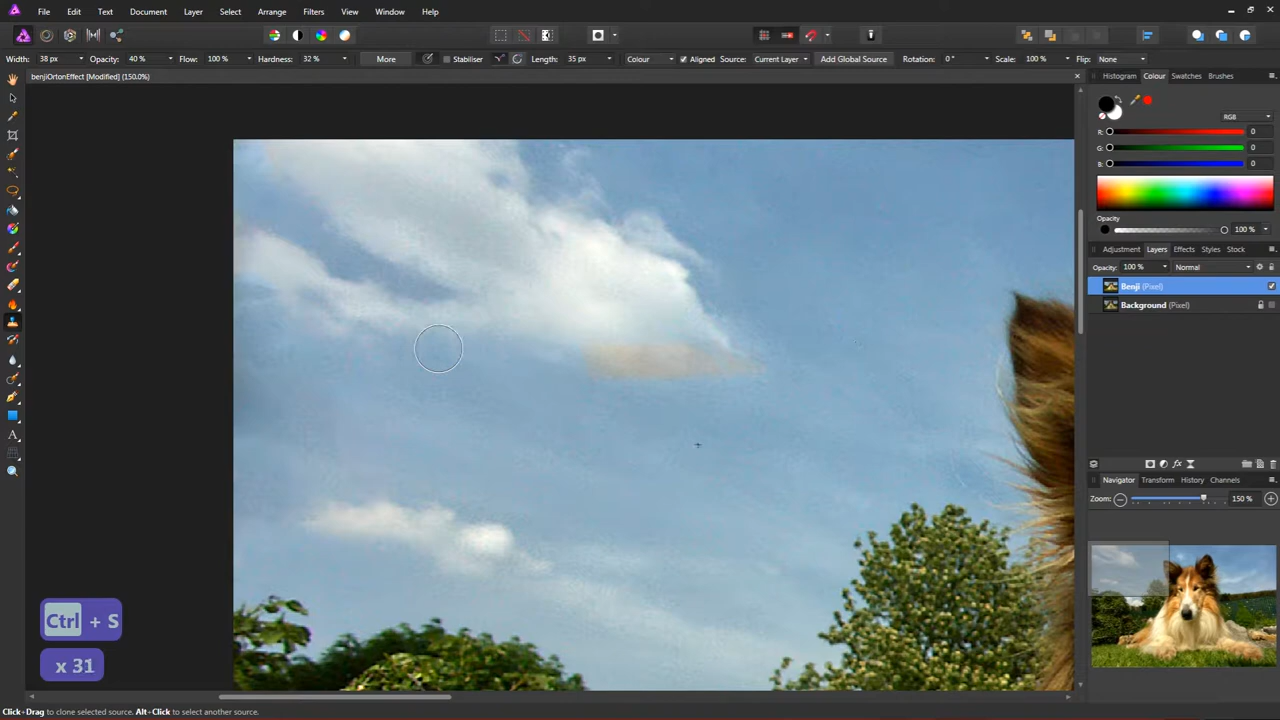 File Edit Text Document Layer Select Arrange Filters View Window Help
Width: 38 px Opacity: 40 % Flow: 100 % Hardness: 32 % More Stabiliser Length: 35 px Colour Aligned Source: Current Layer Add Global Source Rotation: 0 ° Scale: 100 % Flip: None
benjiOrtonEffect [Modified] (150.0%)
Histogram Colour Swatches Brushes
RGB
R: 0
G: 0
B: 0
Opacity
100 %
Adjustment Layers Effects Styles Stock
Opacity: 100 % Normal
Benji (Pixel)
Background (Pixel)
Navigator Transform History Channels
Zoom: 150 %
Ctrl + S
x 31
Click+Drag to clone selected source. Alt+Click to select another source.